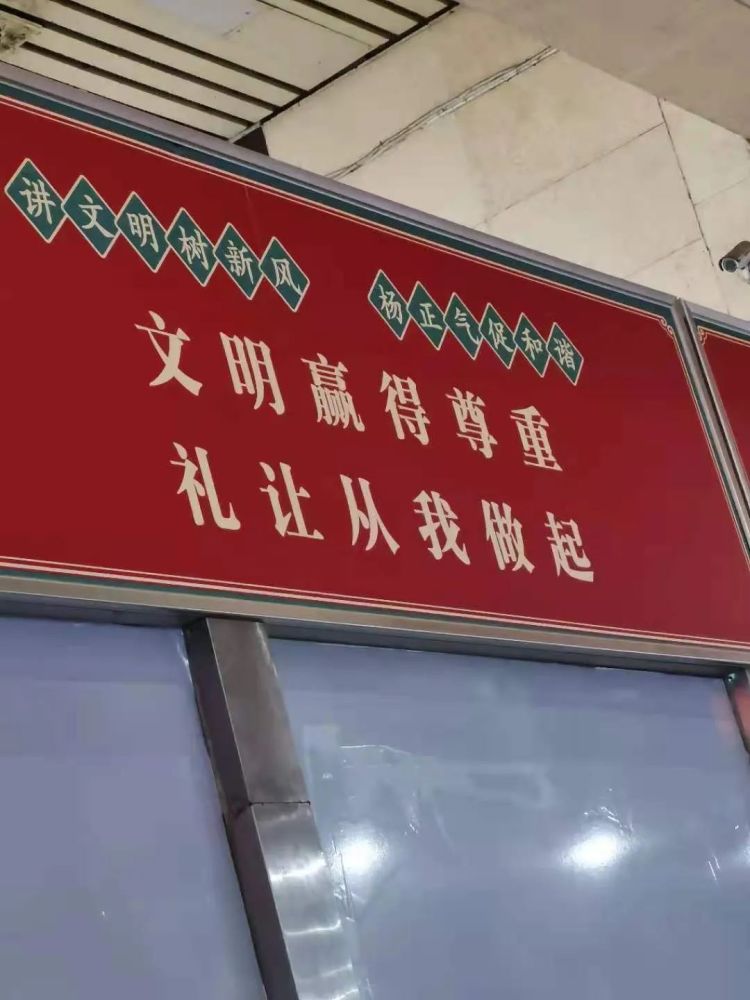 讲文明树新风 杨正气促和谐
文明赢得尊重
礼让从我做起